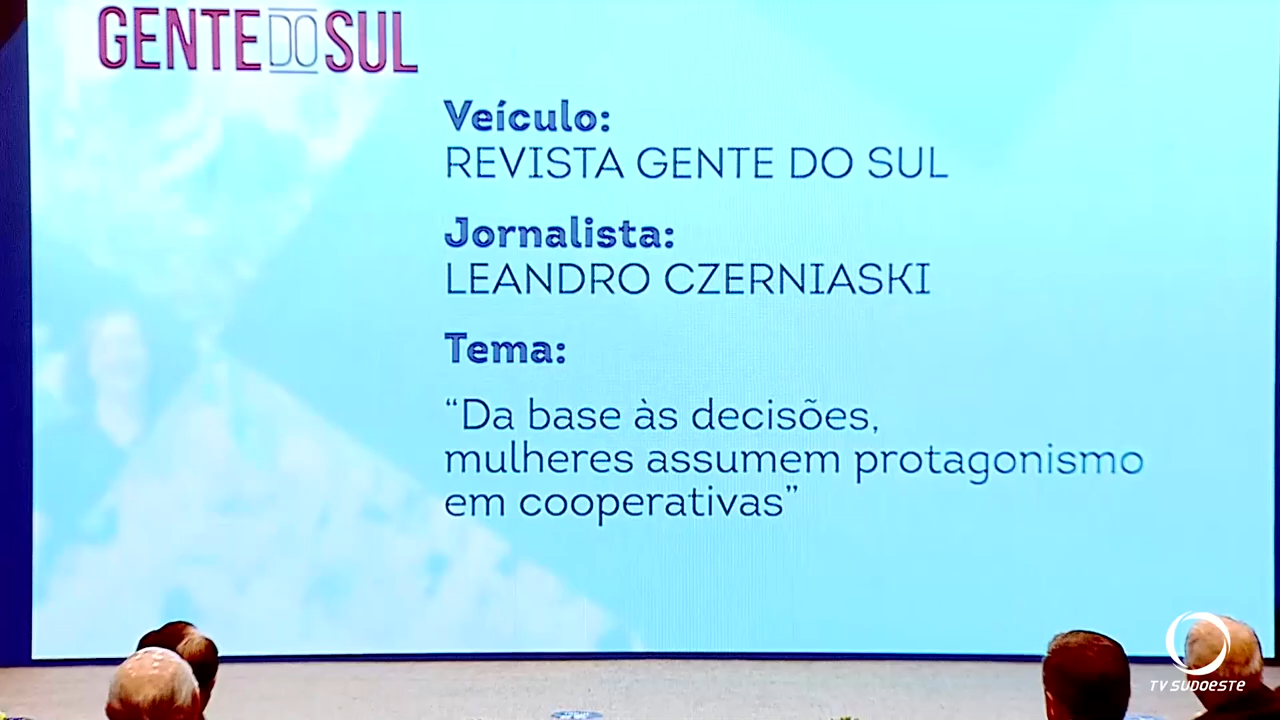 GENTE DO SUL
Veículo:
REVISTA GENTE DO SUL
Jornalista:
LEANDRO CZERNIASKI
Tema:
“Da base às decisões,
mulheres assumem protagonismo
em cooperativas”
TV SUDOESTE